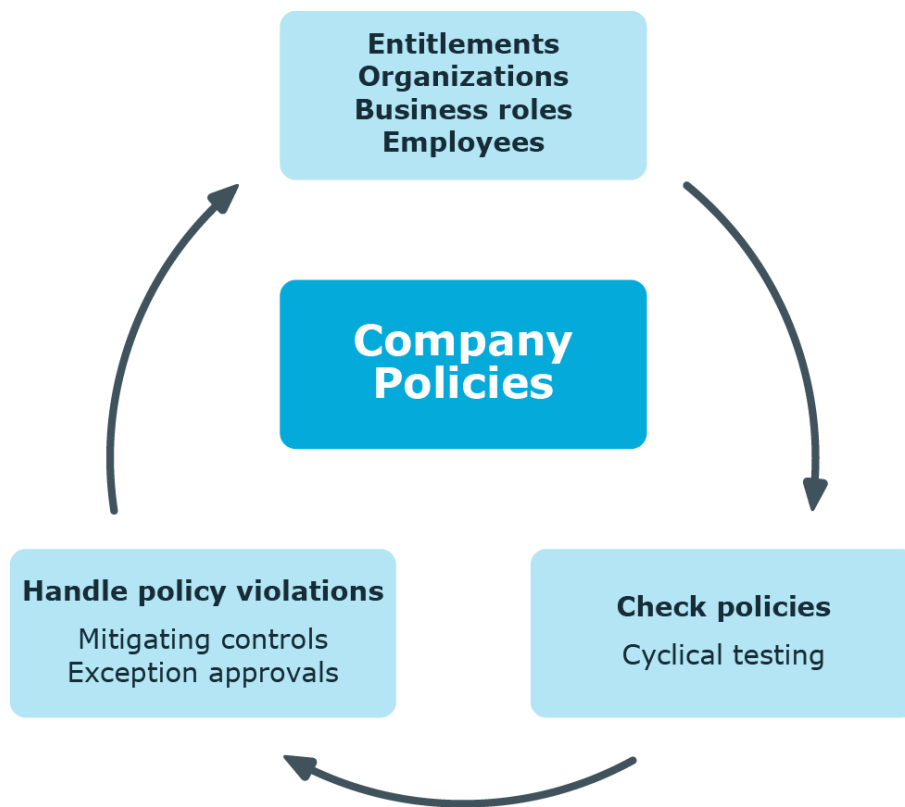 Entitlements
Organizations
Business roles
Employees
Company
Policies
Handle policy violations
Mitigating controls
Exception approvals
Check policies
Cyclical testing